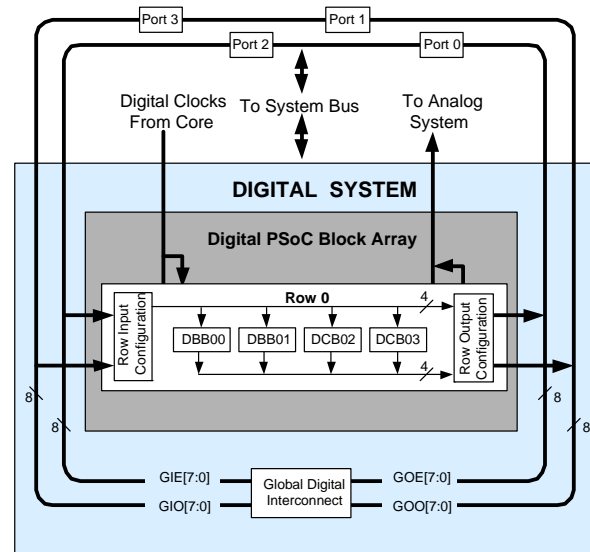 Port 3
Port 1
Port 2
Port 0
Digital Clocks
From Core
To System Bus
To Analog
System
DIGITAL SYSTEM
Digital PSoC Block Array
Row 0
4
Row Input
Configuration
DBB00
DBB01
DCB02
DCB03
Row Output
Configuration
4
8
8
8
8
GIE[7:0]
GIO[7:0]
Global Digital
Interconnect
GOE[7:0]
GOO[7:0]